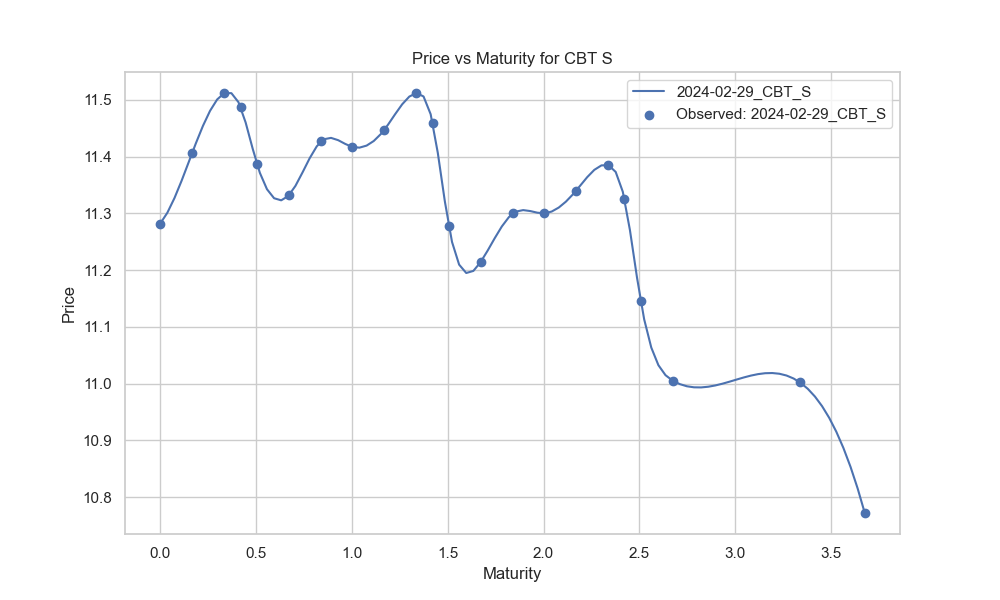 Price vs Maturity for CBT S
2024-02-29_CBT_S
Observed: 2024-02-29_CBT_S
Price
11.5
11.4
11.3
11.2
11.1
11.0
10.9
10.8
0.0 0.5 1.0 1.5 2.0 2.5 3.0 3.5
Maturity